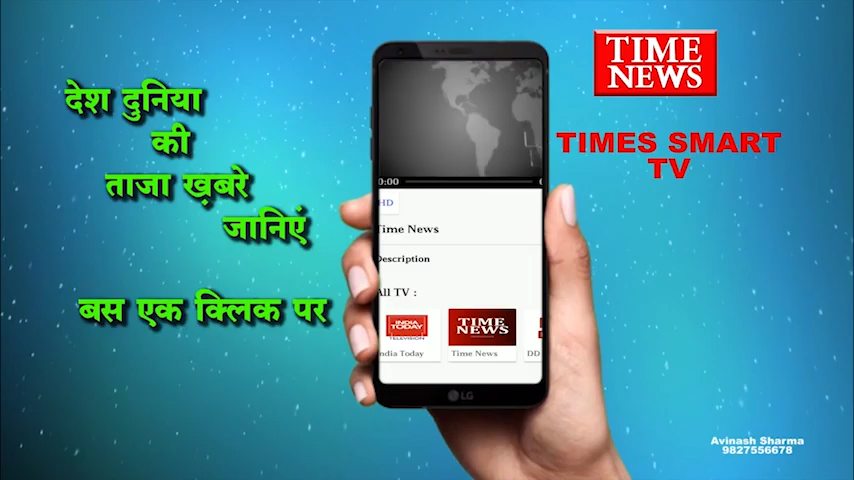 देश दुनिया
की
ताजा ख़बरे
जानिएं
बस एक क्लिक पर
0:00
HD
Time News
Description
All TV :
INDIA
TODAY
TELEVISION
India Today
TIME
NEWS
Time News
DD
LG
TIME
NEWS
TIMES SMART
TV
Avinash Sharma
9827556678